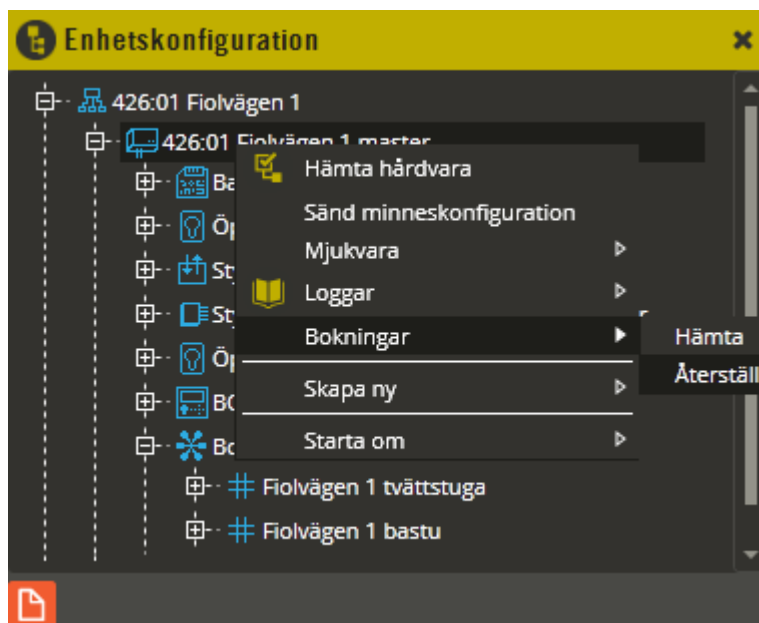 Enhetskonfiguration
426:01 Fiolvägen 1
426:01 Fiolvägen 1 master
Hämta hårdvara
Sänd minneskonfiguration
Mjukvara
Loggar
Bokningar
Hämta
Återställ
Skapa ny
Starta om
Fiolvägen 1 tvättstuga
Fiolvägen 1 bastu